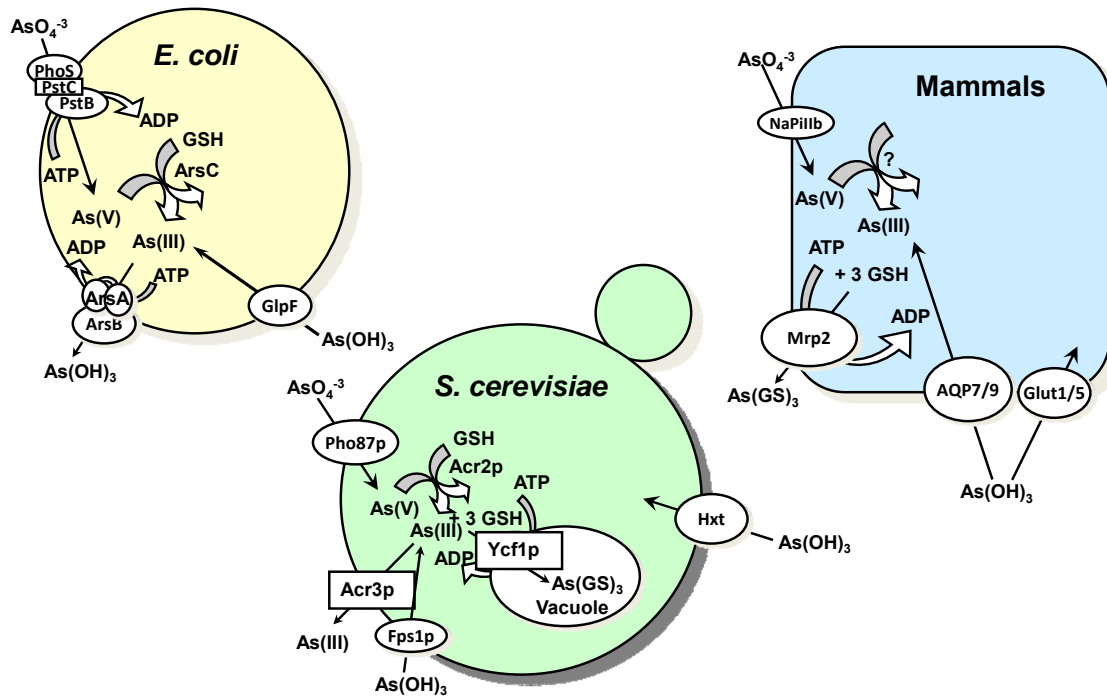 AsO4-3
E. coli
PhoS
PstC
PstB
ADP
ATP
GSH
ArsC
As(V)
As(III)
ADP
ATP
ArsA
ArsB
As(OH)3
GlpF
As(OH)3
S. cerevisiae
AsO4-3
Pho87p
GSH
Acr2p
As(V)
As(III)
+ 3 GSH
ATP
ADP
Ycf1p
As(GS)3
Vacuole
Hxt
As(OH)3
Acr3p
As(III)
Fps1p
As(OH)3
Mammals
AsO4-3
NaPiIIb
?
As(V)
As(III)
ATP
+ 3 GSH
Mrp2
ADP
As(GS)3
AQP7/9
Glut1/5
As(OH)3